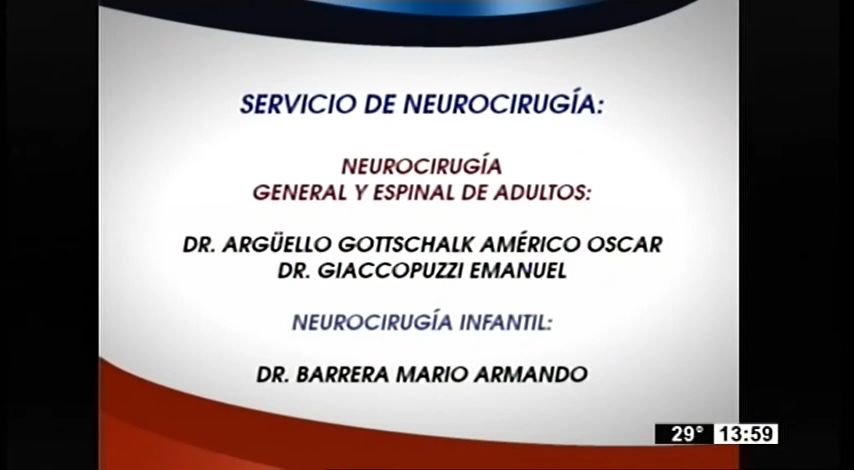 SERVICIO DE NEUROCIRUGÍA:
NEUROCIRUGÍA
GENERAL Y ESPINAL DE ADULTOS:
DR. ARGÜELLO GOTTSCHALK AMÉRICO OSCAR
DR. GIACCOPUZZI EMANUEL
NEUROCIRUGÍA INFANTIL:
DR. BARRERA MARIO ARMANDO
29° 13:59